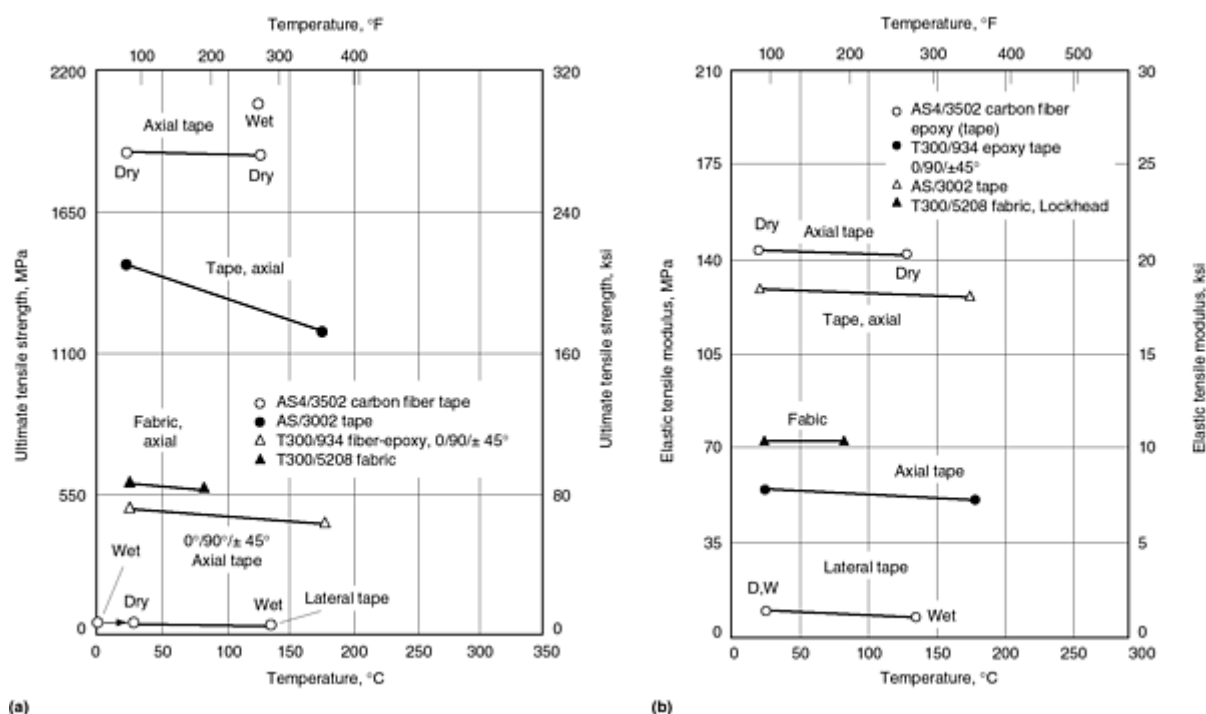 Temperature, °F
100 200 300 400
2200
1650
1100
550
0
320
240
160
80
0
Ultimate tensile strength, MPa
Ultimate tensile strength, ksi
Axial tape
Wet
Dry
Dry
Tape, axial
AS4/3502 carbon fiber tape
AS/3002 tape
T300/934 fiber-epoxy, 0/90/± 45°
T300/5208 fabric
Fabric,
axial
0°/90°/± 45°
Axial tape
Wet
Dry
Wet
Lateral tape
0 50 100 150 200 250 300 350
Temperature, °C
(a)
Temperature, °F
100 200 300 400 500
210
175
140
105
70
35
0
30
25
20
15
10
5
0
Elastic tensile modulus, MPa
Elastic tensile modulus, ksi
AS4/3502 carbon fiber
epoxy (tape)
T300/934 epoxy tape
0/90/±45°
AS/3002 tape
T300/5208 fabric, Lockhead
Dry
Axial tape
Dry
Tape, axial
Fabic
Axial tape
Lateral tape
D,W
Wet
0 50 100 150 200 250 300
Temperature, °C
(b)